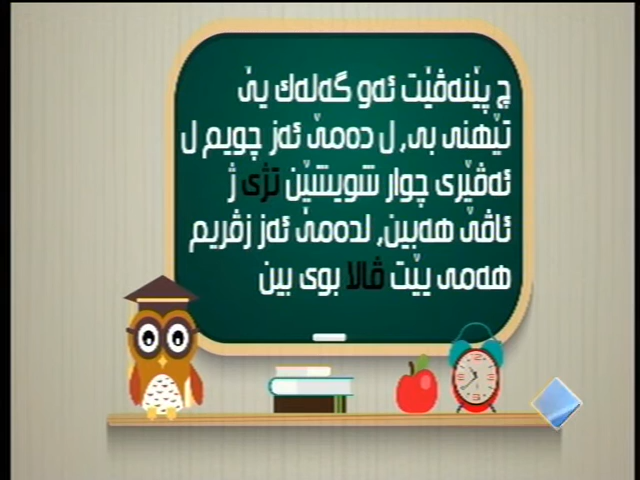 چ پێنەڤێت ئەو گەلەك یێ
تێهنی بی, ل دەمێ ئەز چویم ل
ئەڤێری چوار شویشێن تژی ژ
ئاڤێ هەبین, لدەمێ ئەز زڤریم
هەمی یێت ڤالا بوی بین